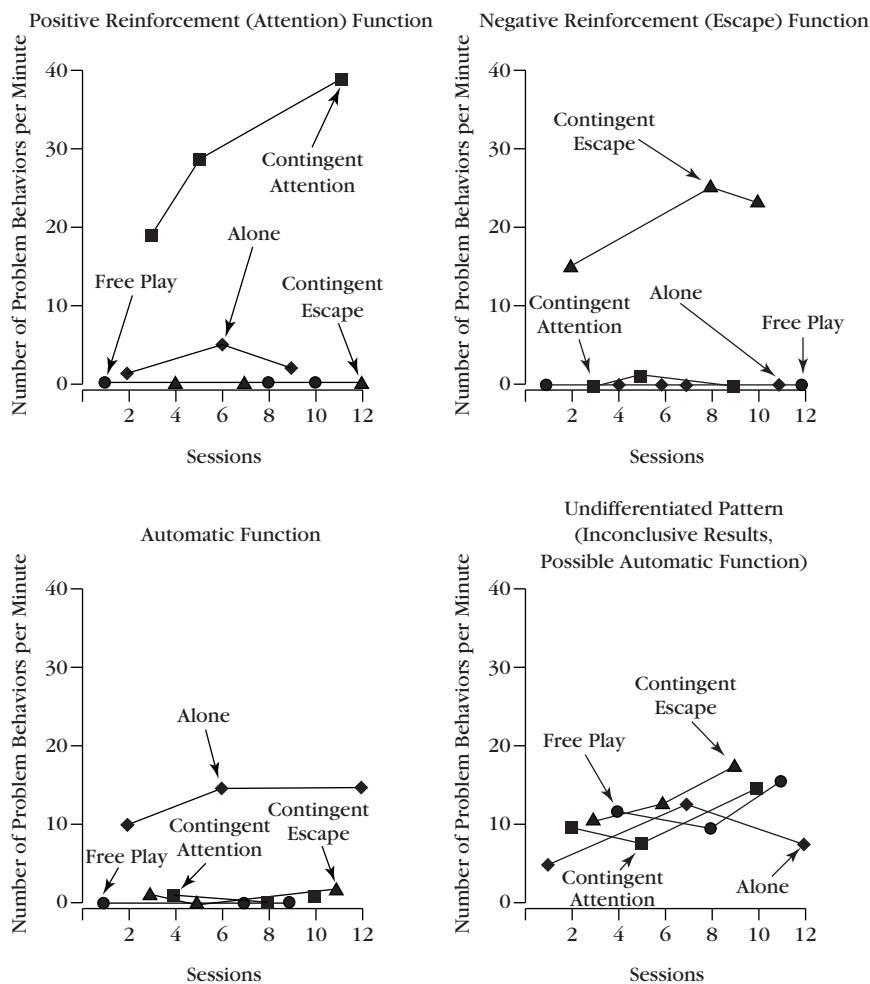 Positive Reinforcement (Attention) Function
Number of Problem Behaviors per Minute
40
30
20
10
0
Contingent
Attention
Alone
Free Play
Contingent
Escape
2 4 6 8 10 12
Sessions
Negative Reinforcement (Escape) Function
Number of Problem Behaviors per Minute
40
30
20
10
0
Contingent
Escape
Contingent
Attention
Alone
Free Play
2 4 6 8 10 12
Sessions
Automatic Function
Number of Problem Behaviors per Minute
40
30
20
10
0
Alone
Free Play
Contingent
Attention
Contingent
Escape
2 4 6 8 10 12
Sessions
Undifferentiated Pattern
(Inconclusive Results,
Possible Automatic Function)
Number of Problem Behaviors per Minute
40
30
20
10
0
Contingent
Escape
Free Play
Contingent
Attention
Alone
2 4 6 8 10 12
Sessions